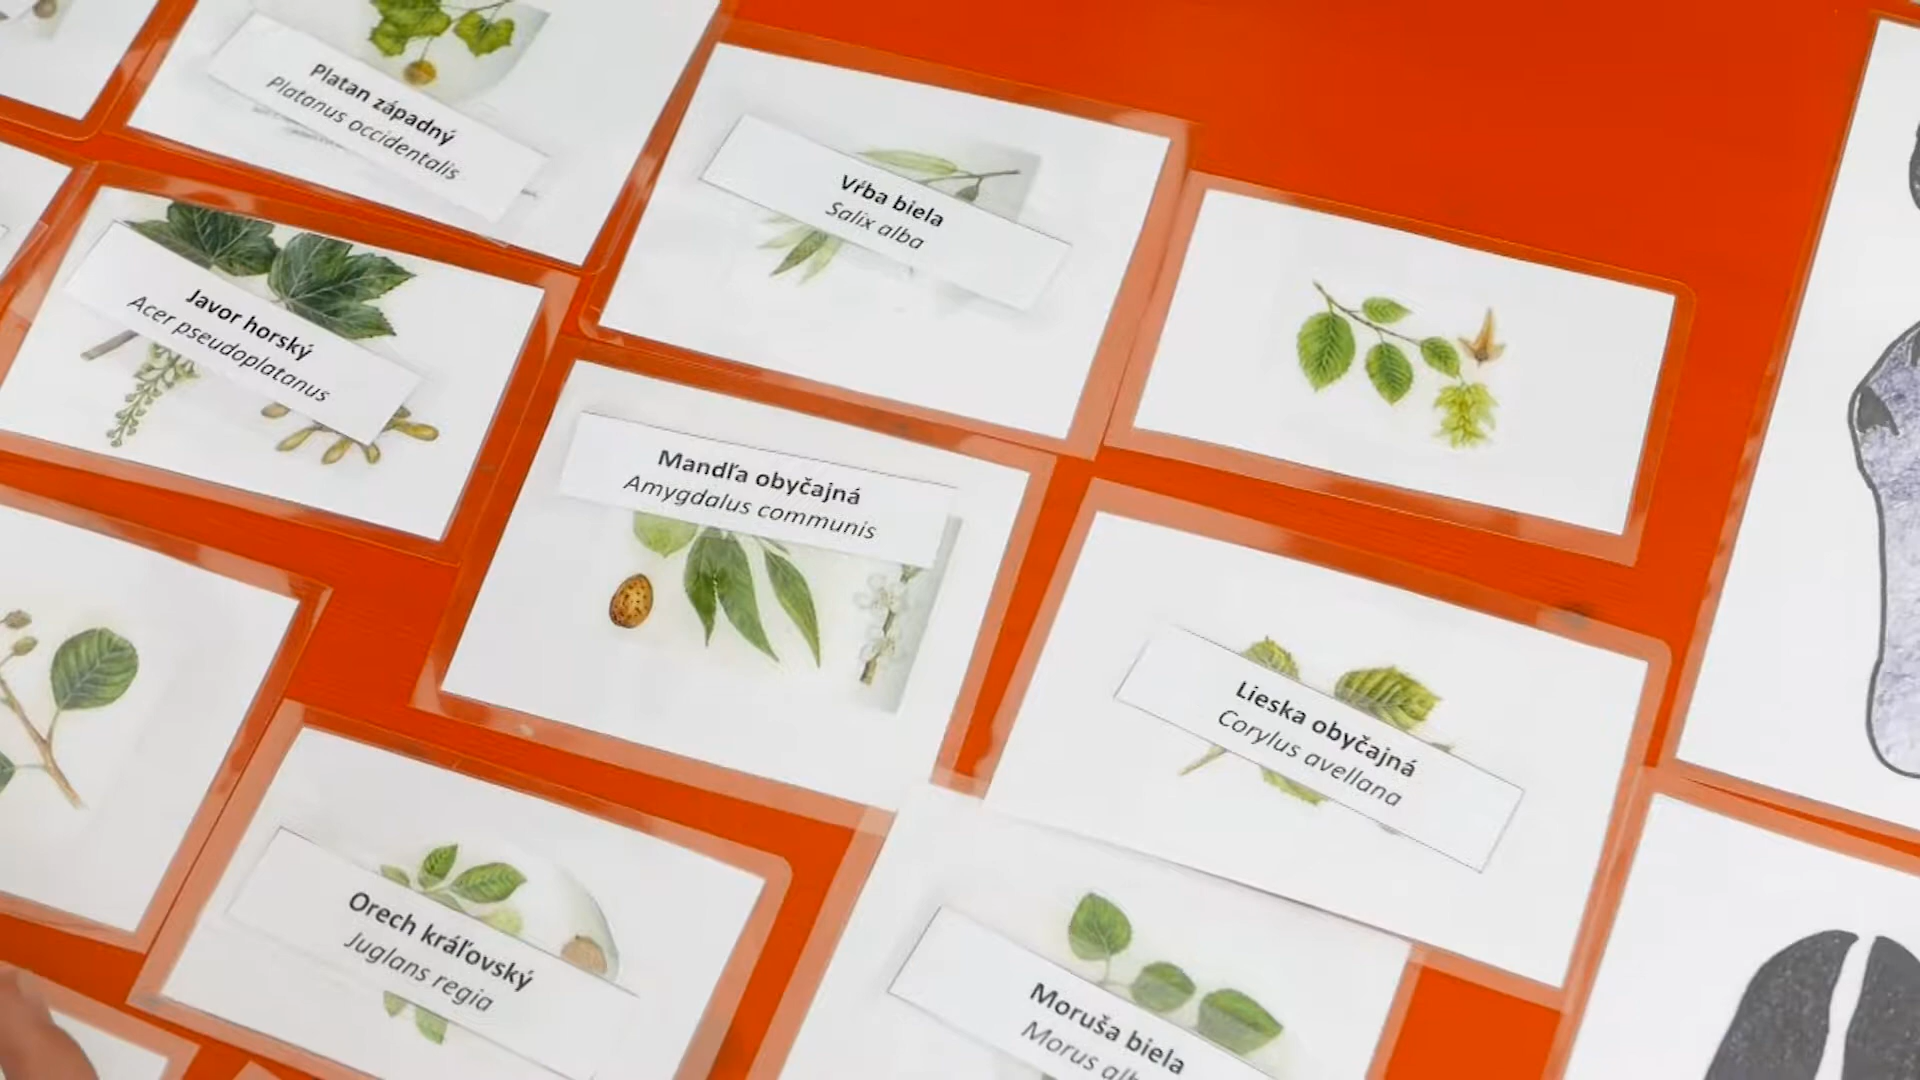 Platan západný
Platanus occidentalis
Vŕba biela
Salix alba
Javor horský
Acer pseudoplatanus
Mandľa obyčajná
Amygdalus communis
Lieska obyčajná
Corylus avellana
Orech kráľovský
Juglans regia
Moruša biela
Morus